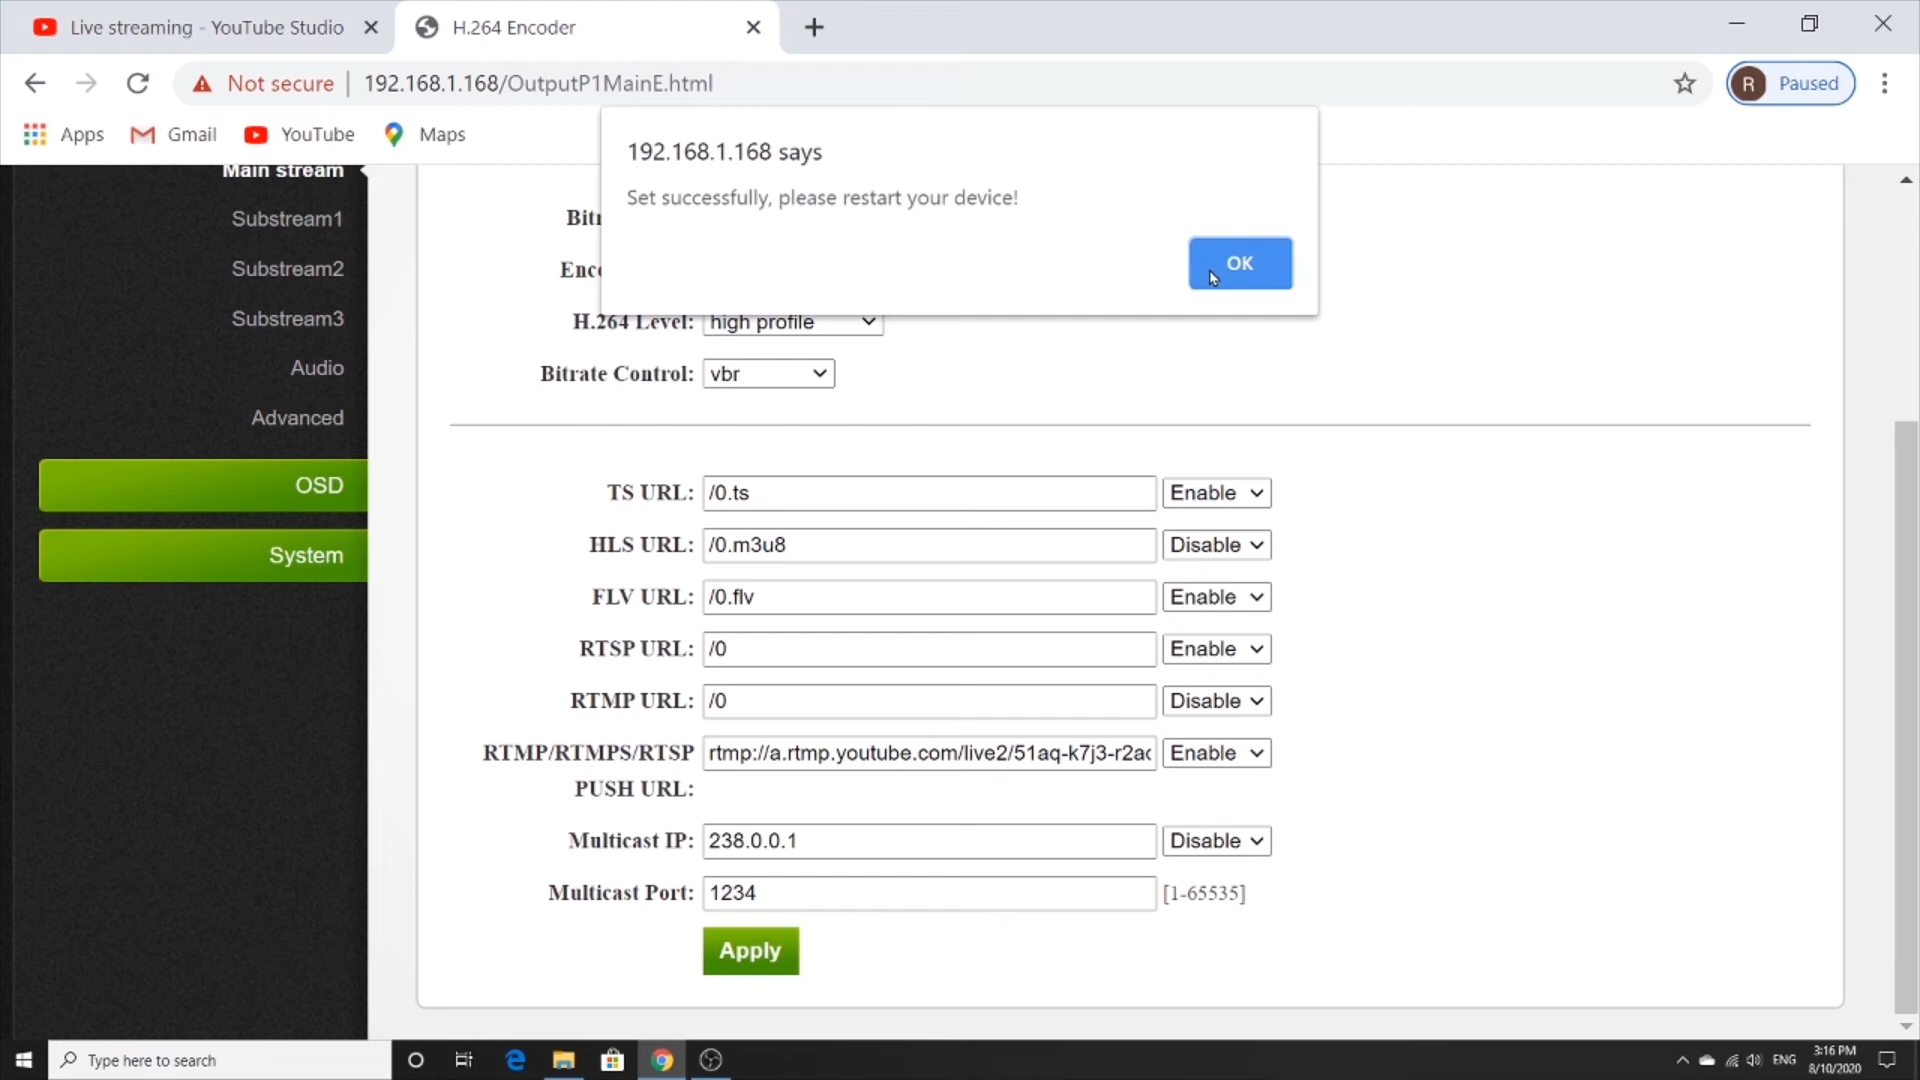 Live streaming - YouTube Studio
H.264 Encoder
Not secure
192.168.1.168/OutputP1MainE.html
R Paused
Apps
Gmail
YouTube
Maps
192.168.1.168 says
Set successfully, please restart your device!
OK
Main stream
Substream1
Substream2
Substream3
Audio
Advanced
OSD
System
H.264 Level: high profile
Bitrate Control: vbr
TS URL: /0.ts Enable
HLS URL: /0.m3u8 Disable
FLV URL: /0.flv Enable
RTSP URL: /0 Enable
RTMP URL: /0 Disable
RTMP/RTMPS/RTSP rtmp://a.rtmp.youtube.com/live2/51aq-k7j3-r2a Enable
PUSH URL:
Multicast IP: 238.0.0.1 Disable
Multicast Port: 1234 [1-65535]
Apply
Type here to search
ENG
3:16 PM
8/10/2020